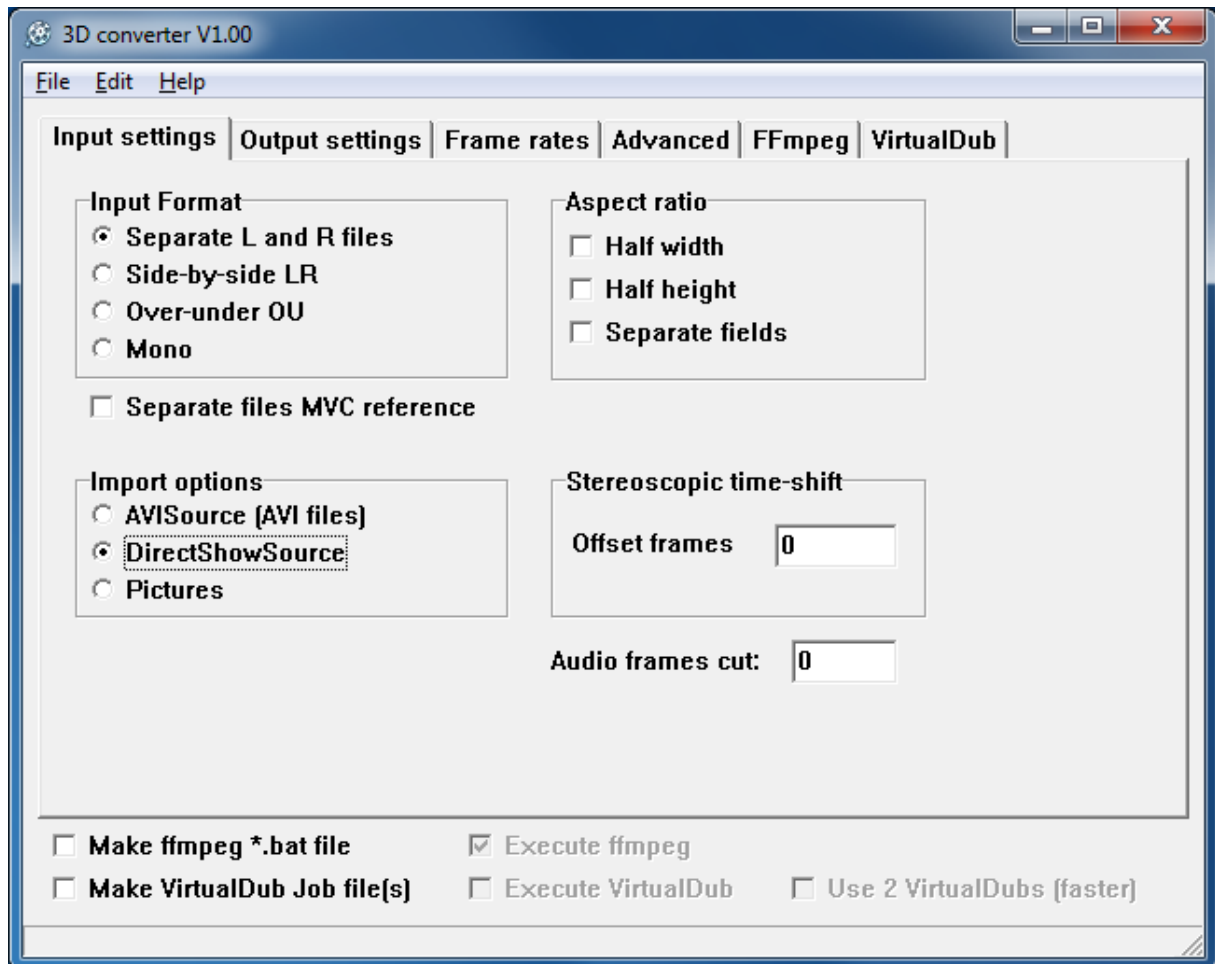 3D converter V1.00
File Edit Help
Input settings Output settings Frame rates Advanced FFmpeg VirtualDub
Input Format
Separate L and R files
Side-by-side LR
Over-under OU
Mono
Separate files MVC reference
Aspect ratio
Half width
Half height
Separate fields
Import options
AVISource (AVI files)
DirectShowSource
Pictures
Stereoscopic time-shift
Offset frames 0
Audio frames cut: 0
Make ffmpeg *.bat file Execute ffmpeg
Make VirtualDub Job file(s) Execute VirtualDub Use 2 VirtualDubs (faster)